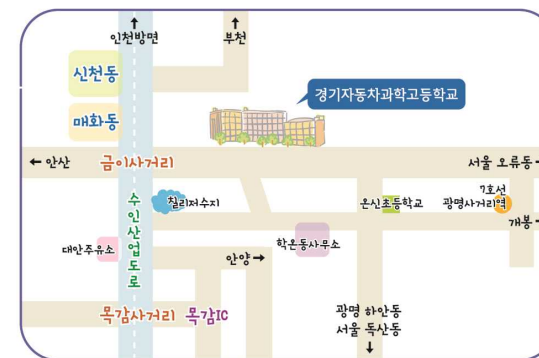 인천방면
부천
신천동
경기자동차과학고등학교
매화동
← 안산
금이사거리
서울 오류동 →
7호선
칠리저수지
온신초등학교
광명사거리역
개봉 →
수인산업도로
대안주유소
안양 →
학온동사무소
목감사거리 목감IC
광명 하안동
서울 독산동